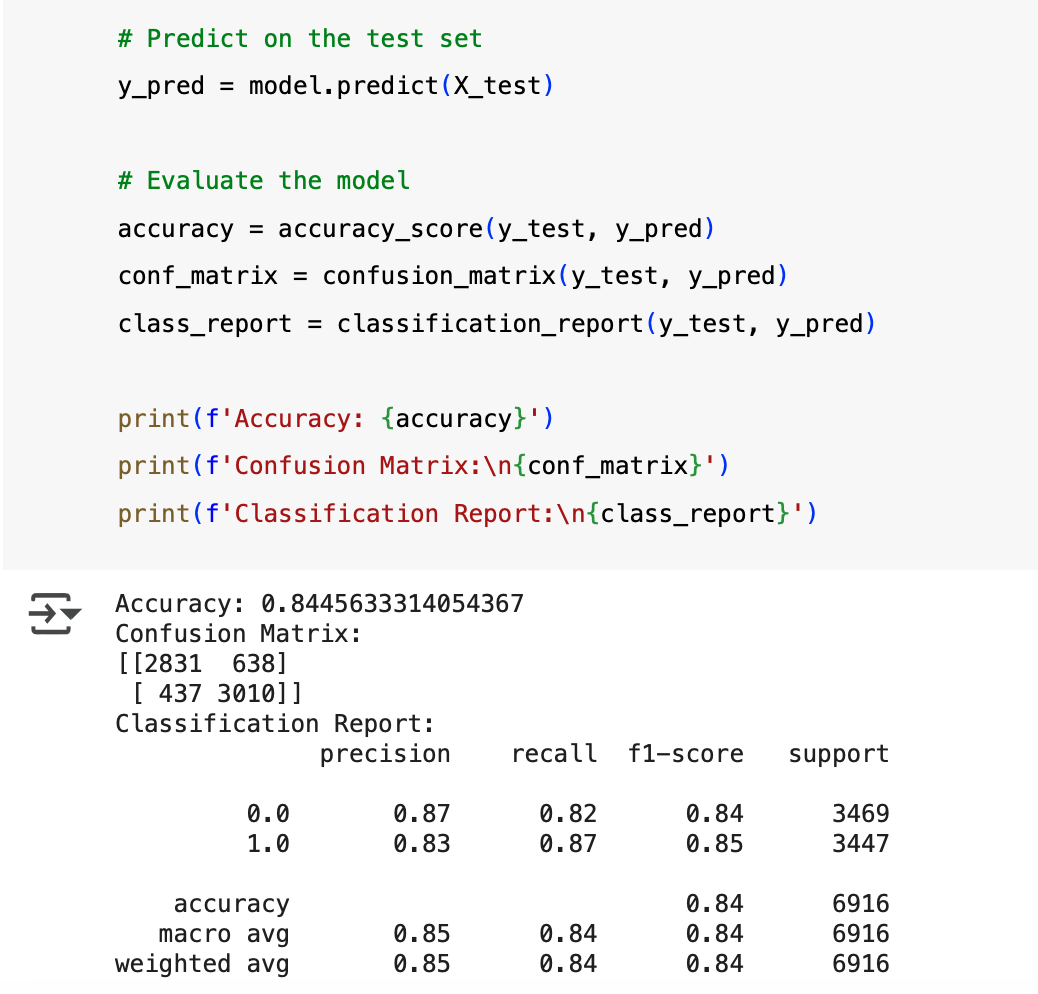 # Predict on the test set
y_pred = model.predict(X_test)
# Evaluate the model
accuracy = accuracy_score(y_test, y_pred)
conf_matrix = confusion_matrix(y_test, y_pred)
class_report = classification_report(y_test, y_pred)
print(f'Accuracy: {accuracy}')
print(f'Confusion Matrix:\n{conf_matrix}')
print(f'Classification Report:\n{class_report}')
Accuracy: 0.8445633314054367
Confusion Matrix:
[[2831  638]
 [ 437 3010]]
Classification Report:
              precision    recall  f1-score   support
         0.0       0.87      0.82      0.84      3469
         1.0       0.83      0.87      0.85      3447
    accuracy                           0.84      6916
   macro avg       0.85      0.84      0.84      6916
weighted avg       0.85      0.84      0.84      6916